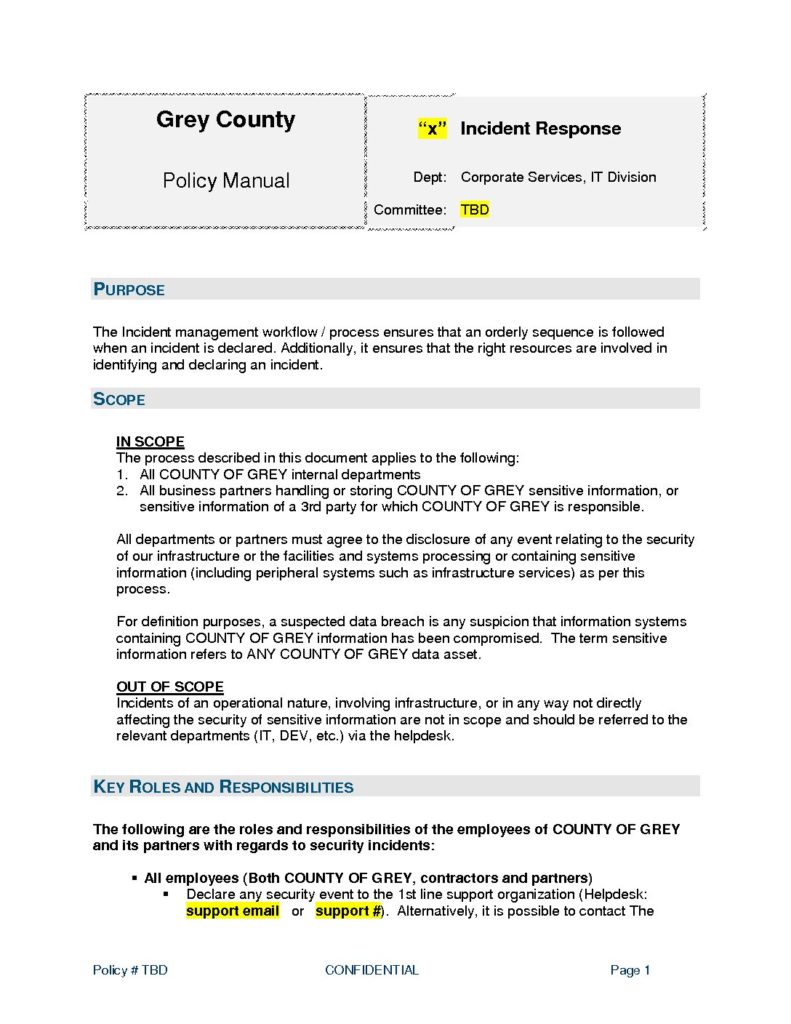 Grey County
Policy Manual
“x” Incident Response
Dept: Corporate Services, IT Division
Committee: TBD
PURPOSE
The Incident management workflow / process ensures that an orderly sequence is followed
when an incident is declared. Additionally, it ensures that the right resources are involved in
identifying and declaring an incident.
SCOPE
IN SCOPE
The process described in this document applies to the following:
1. All COUNTY OF GREY internal departments
2. All business partners handling or storing COUNTY OF GREY sensitive information, or
sensitive information of a 3rd party for which COUNTY OF GREY is responsible.
All departments or partners must agree to the disclosure of any event relating to the security
of our infrastructure or the facilities and systems processing or containing sensitive
information (including peripheral systems such as infrastructure services) as per this
process.
For definition purposes, a suspected data breach is any suspicion that information systems
containing COUNTY OF GREY information has been compromised. The term sensitive
information refers to ANY COUNTY OF GREY data asset.
OUT OF SCOPE
Incidents of an operational nature, involving infrastructure, or in any way not directly
affecting the security of sensitive information are not in scope and should be referred to the
relevant departments (IT, DEV, etc.) via the helpdesk.
KEY ROLES AND RESPONSIBILITIES
The following are the roles and responsibilities of the employees of COUNTY OF GREY
and its partners with regards to security incidents:
▪ All employees (Both COUNTY OF GREY, contractors and partners)
▪ Declare any security event to the 1st line support organization (Helpdesk:
support email or support #). Alternatively, it is possible to contact The
Policy # TBD CONFIDENTIAL Page 1